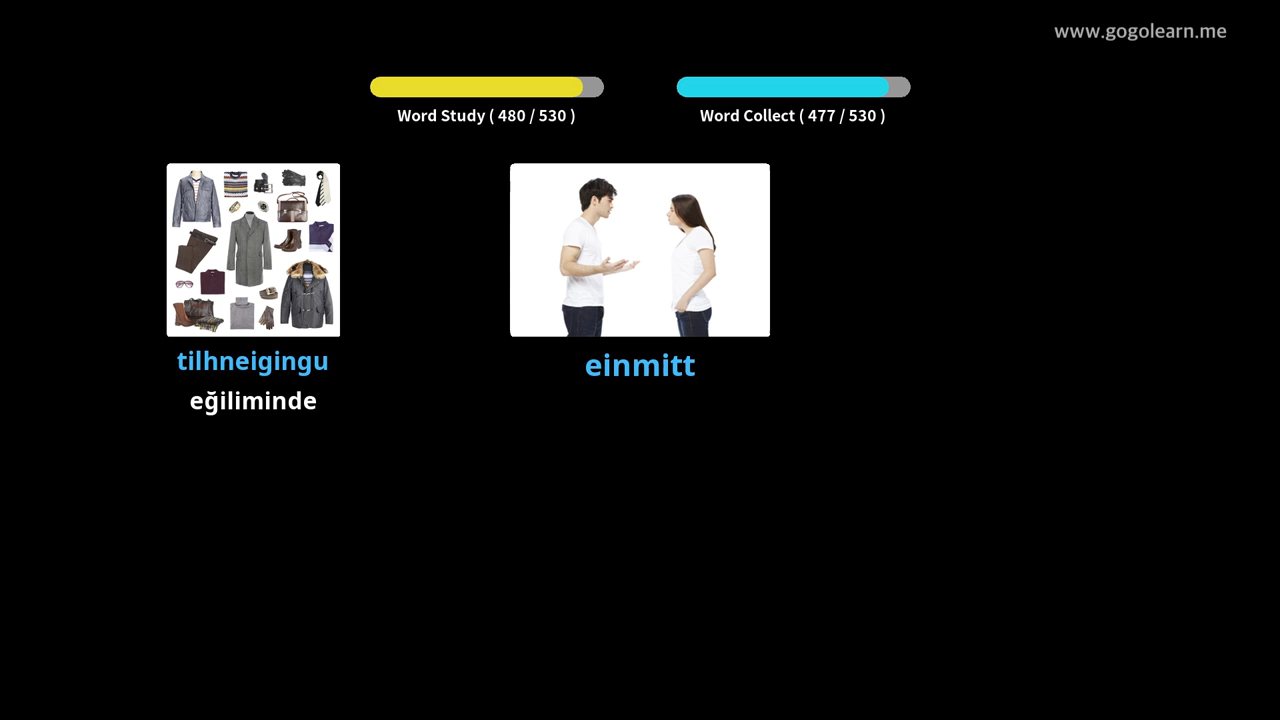 www.gogolearn.me
Word Study ( 480 / 530 )
Word Collect ( 477 / 530 )
tilhneigingu
eğiliminde
einmitt